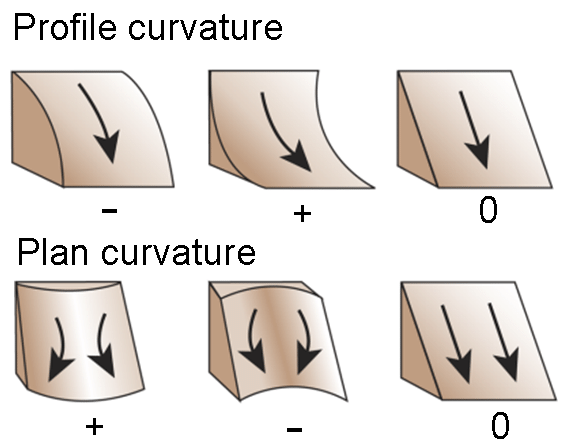 Profile curvature
- + 0
Plan curvature
+ - 0